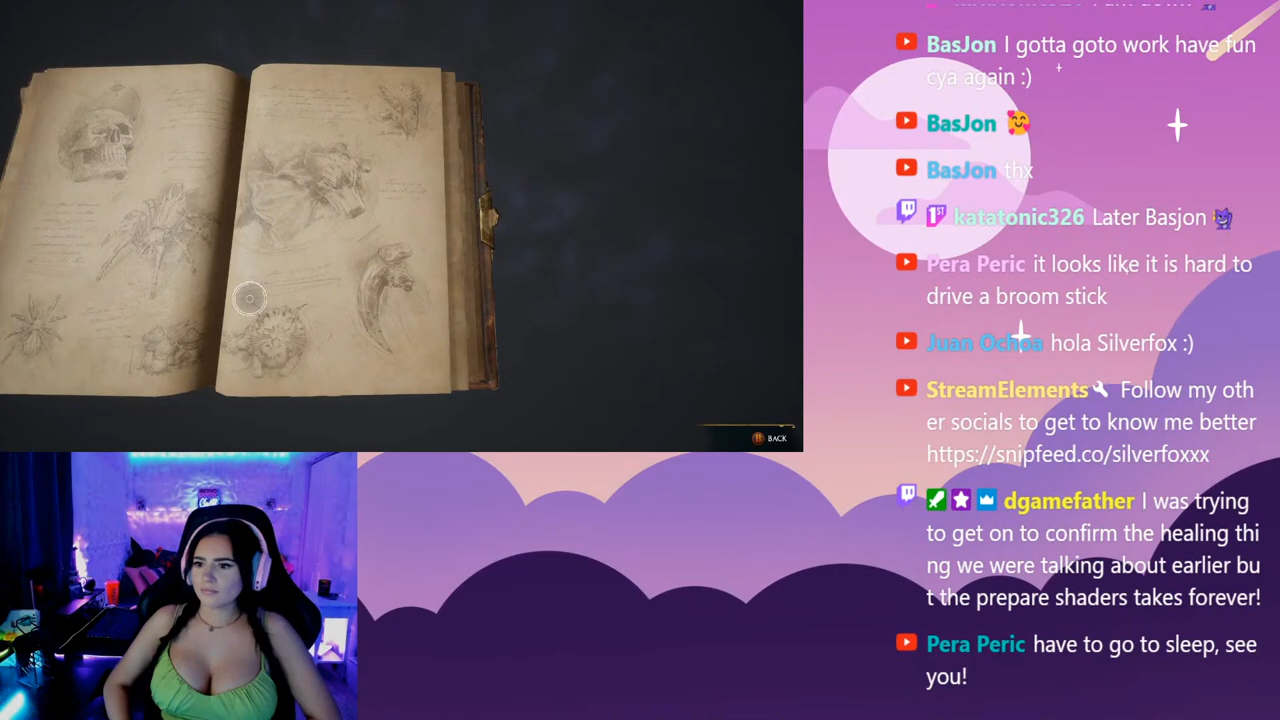 BasJon I gotta goto work have fun
cya again :)
BasJon 🥰
BasJon thx
katatonic326 Later Basjon
Pera Peric it looks like it is hard to
drive a broom stick
Juan Ochoa hola Silverfox :)
StreamElements Follow my oth
er socials to get to know me better
https://snipfeed.co/silverfoxxx
dgamefather I was trying
to get on to confirm the healing thi
ng we were talking about earlier bu
t the prepare shaders takes forever!
Pera Peric have to go to sleep, see
you!
B BACK